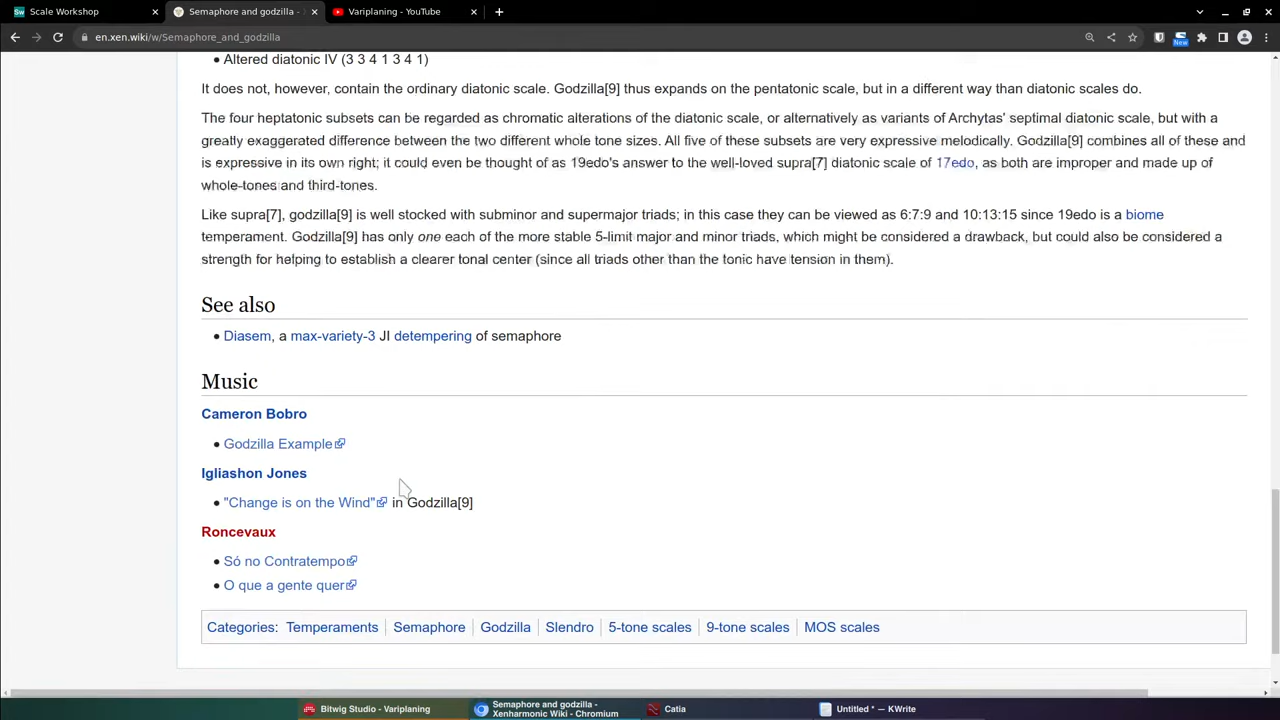 Scale Workshop
Semaphore and godzilla -
Variplaning - YouTube
en.xen.wiki/w/Semaphore_and_godzilla
New
• Altered diatonic IV (3 3 4 1 3 4 1)
It does not, however, contain the ordinary diatonic scale. Godzilla[9] thus expands on the pentatonic scale, but in a different way than diatonic scales do.
The four heptatonic subsets can be regarded as chromatic alterations of the diatonic scale, or alternatively as variants of Archytas' septimal diatonic scale, but with a
greatly exaggerated difference between the two different whole tone sizes. All five of these subsets are very expressive melodically. Godzilla[9] combines all of these and
is expressive in its own right; it could even be thought of as 19edo's answer to the well-loved supra[7] diatonic scale of 17edo, as both are improper and made up of
whole-tones and third-tones.
Like supra[7], godzilla[9] is well stocked with subminor and supermajor triads; in this case they can be viewed as 6:7:9 and 10:13:15 since 19edo is a biome
temperament. Godzilla[9] has only one each of the more stable 5-limit major and minor triads, which might be considered a drawback, but could also be considered a
strength for helping to establish a clearer tonal center (since all triads other than the tonic have tension in them).
See also
• Diasem, a max-variety-3 JI detempering of semaphore
Music
Cameron Bobro
• Godzilla Example
Igliashon Jones
• "Change is on the Wind" in Godzilla[9]
Roncevaux
• Só no Contratempo
• O que a gente quer
Categories: Temperaments Semaphore Godzilla Slendro 5-tone scales 9-tone scales MOS scales
Bitwig Studio - Variplaning
Semaphore and godzilla -
Xenharmonic Wiki - Chromium
Catia
Untitled * — KWrite